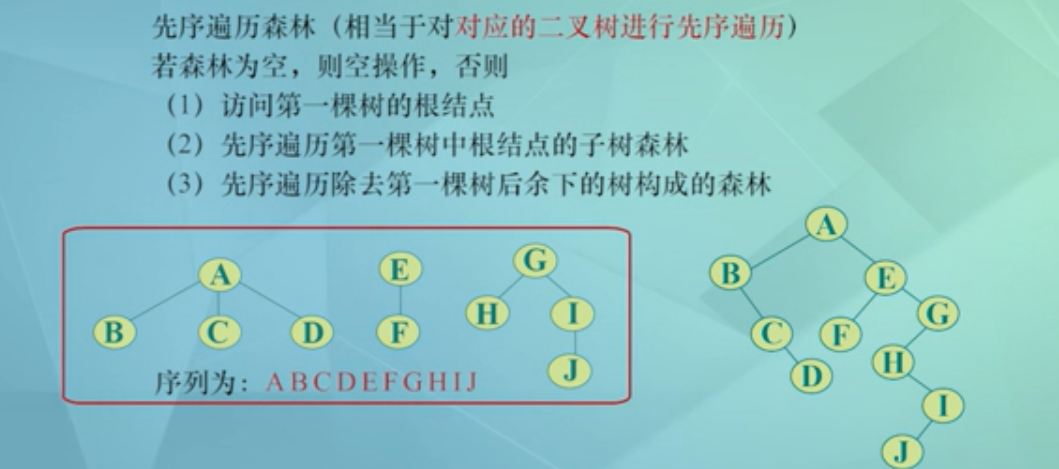 先序遍历森林（相当于对对应的二叉树进行先序遍历）
若森林为空，则空操作，否则
（1）访问第一棵树的根结点
（2）先序遍历第一棵树中根结点的子树森林
（3）先序遍历除去第一棵树后余下的树构成的森林
A
B C D
E
F
G
H I
J
序列为：ABCDEFGHIJ
A
B E
C F G
D H
I
J